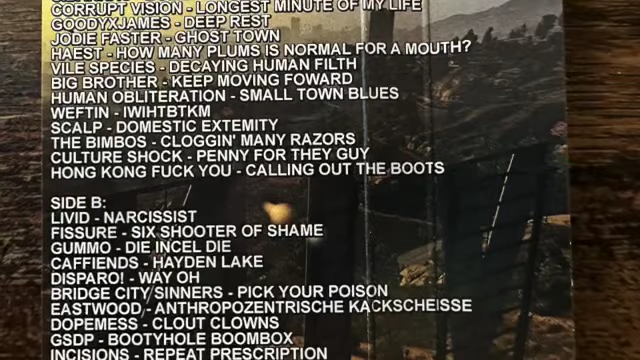 CORRUPT VISION - LONGEST MINUTE OF MY LIFE
GOODYXJAMES - DEEP REST
JODIE FASTER - GHOST TOWN
HAEST - HOW MANY PLUMS IS NORMAL FOR A MOUTH?
VILE SPECIES - DECAYING HUMAN FILTH
BIG BROTHER - KEEP MOVING FOWARD
HUMAN OBLITERATION - SMALL TOWN BLUES
WEFTIN - IWIHTBTKM
SCALP - DOMESTIC EXTEMITY
THE BIMBOS - CLOGGIN' MANY RAZORS
CULTURE SHOCK - PENNY FOR THEY GUY
HONG KONG FUCK YOU - CALLING OUT THE BOOTS
SIDE B:
LIVID - NARCISSIST
FISSURE - SIX SHOOTER OF SHAME
GUMMO - DIE INCEL DIE
CAFFIENDS - HAYDEN LAKE
DISPARO! - WAY OH
BRIDGE CITY SINNERS - PICK YOUR POISON
EASTWOOD - ANTHROPOZENTRISCHE KACKSCHEISSE
DOPEMESS - CLOUT CLOWNS
GSDP - BOOTYHOLE BOOMBOX
INCISIONS - REPEAT PRESCRIPTION